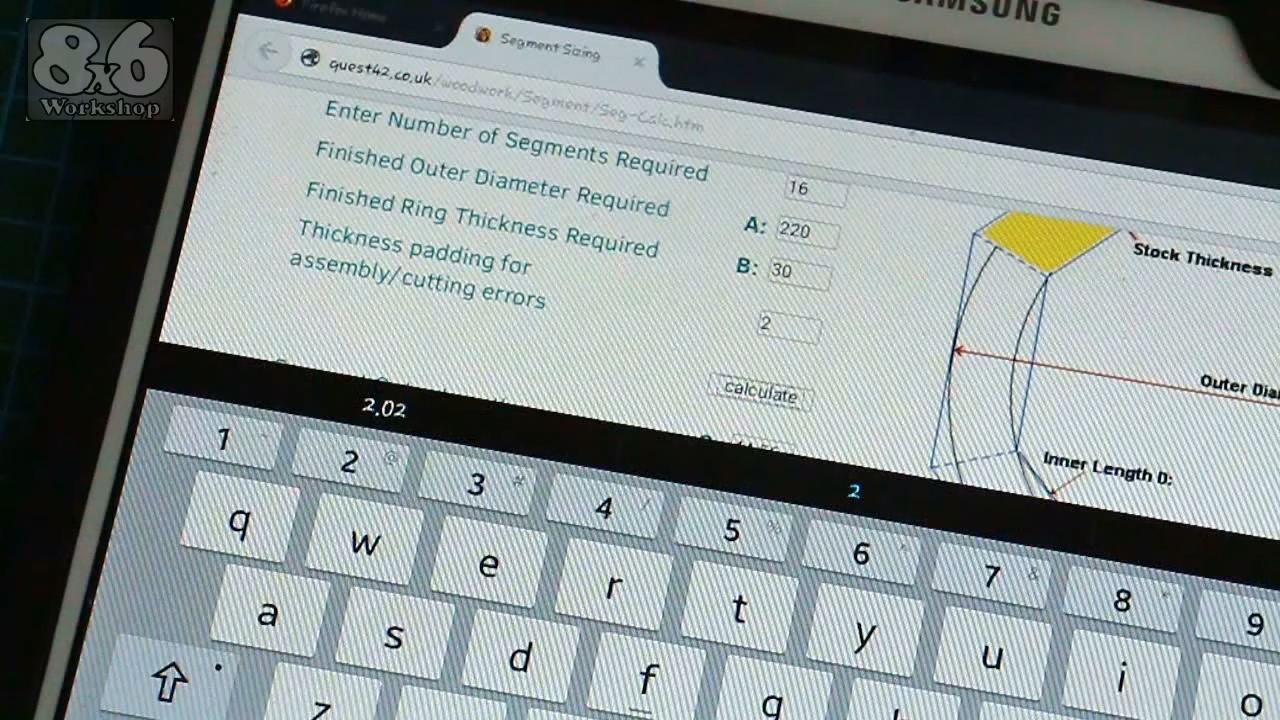 8x6
Workshop
SAMSUNG
Firefox Home
Segment Sizing
quest42.co.uk/woodwork/Segment/Seg-Calc.htm
Enter Number of Segments Required
16
Finished Outer Diameter Required
A: 220
Finished Ring Thickness Required
B: 30
Thickness padding for
assembly/cutting errors
2
calculate
Stock Thickness
Outer Dia
Inner Length D:
2.02
2
1 2 @ 3 # 4 / 5 % 6 ^ 7 & 8 * 9
q w e r t y u i o
a s d f g
z